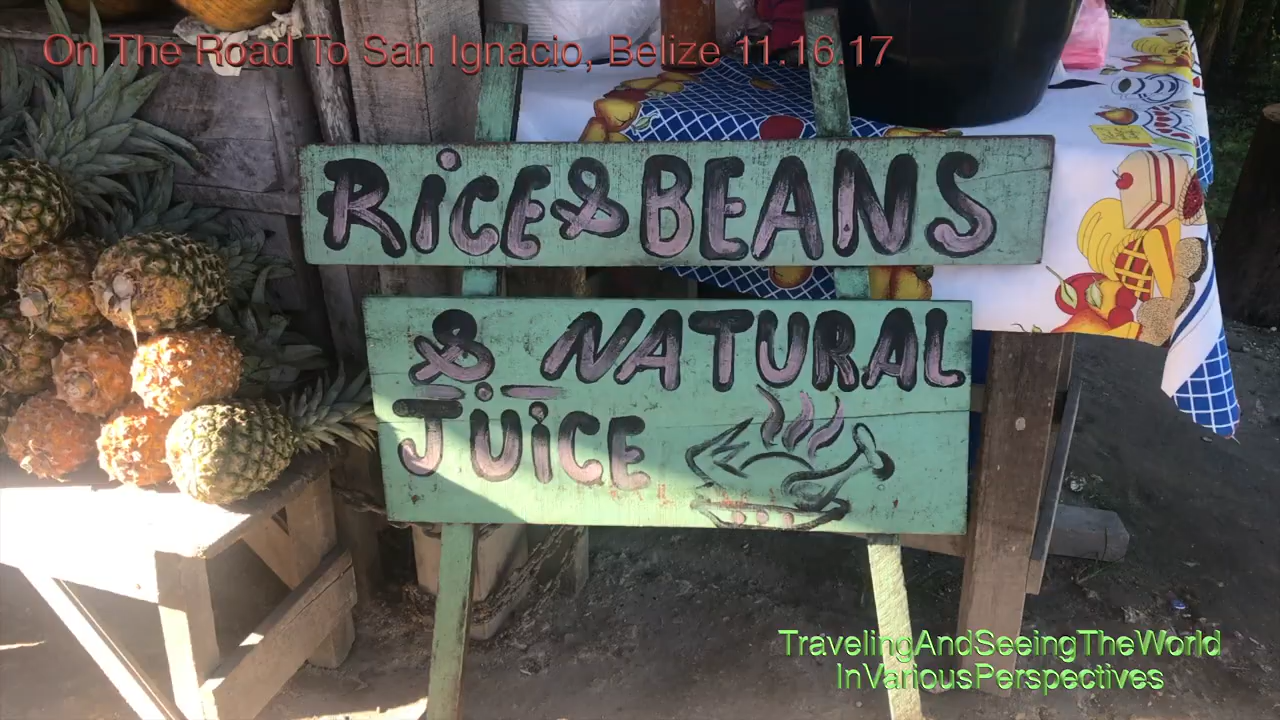 On The Road To San Ignacio, Belize 11.16.17
RICE & BEANS
& NATURAL
JUICE
TravelingAndSeeingTheWorld
InVariousPerspectives